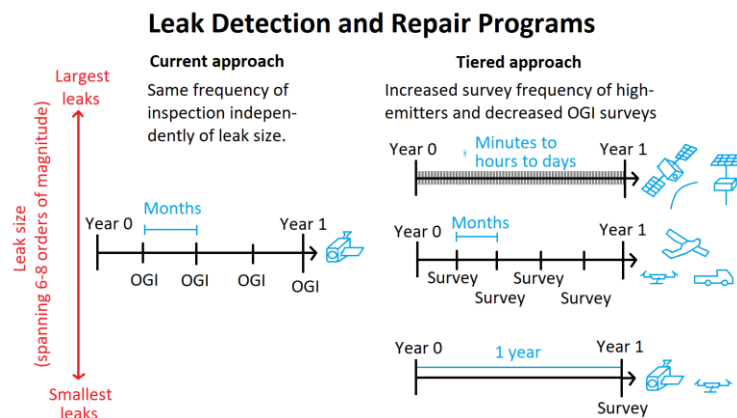 Leak Detection and Repair Programs
Current approach
Same frequency of
inspection indepen-
dently of leak size.
Tiered approach
Increased survey frequency of high-
emitters and decreased OGI surveys
Largest
leaks
Leak size
(spanning 6-8 orders of magnitude)
Smallest
leaks
Year 0
Months
Year 1
OGI
OGI
OGI
OGI
Year 0
Minutes to
hours to days
Year 1
Year 0
Months
Year 1
Survey
Survey
Survey
Survey
Year 0
1 year
Year 1
Survey